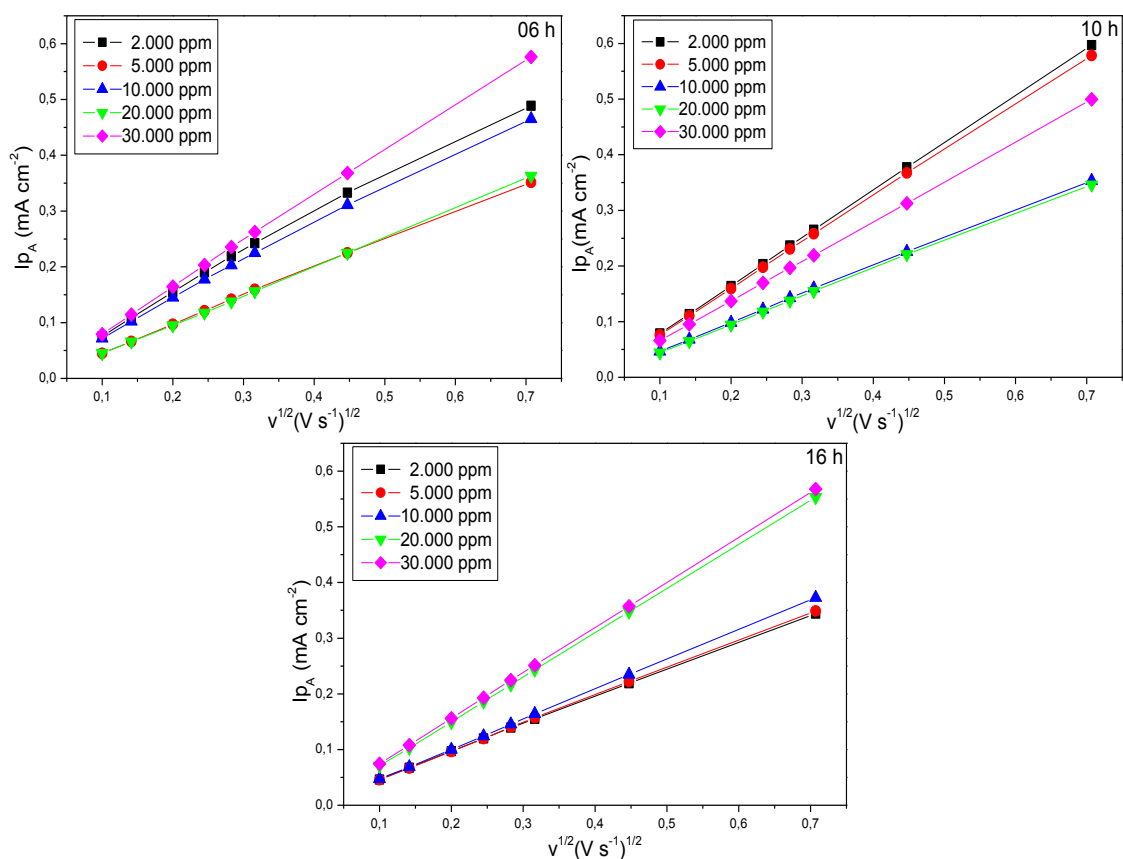 06 h
2.000 ppm
5.000 ppm
10.000 ppm
20.000 ppm
30.000 ppm
0,6
0,5
0,4
0,3
0,2
0,1
0,0
Ip_A (mA cm^-2)
0,1 0,2 0,3 0,4 0,5 0,6 0,7
v^1/2(V s^-1)^1/2
10 h
2.000 ppm
5.000 ppm
10.000 ppm
20.000 ppm
30.000 ppm
0,6
0,5
0,4
0,3
0,2
0,1
0,0
Ip_A(mA cm^-2)
0,1 0,2 0,3 0,4 0,5 0,6 0,7
v^1/2(V s^-1)^1/2
16 h
2.000 ppm
5.000 ppm
10.000 ppm
20.000 ppm
30.000 ppm
0,6
0,5
0,4
0,3
0,2
0,1
0,0
Ip_A (mA cm^-2)
0,1 0,2 0,3 0,4 0,5 0,6 0,7
v^1/2(V s^-1)^1/2